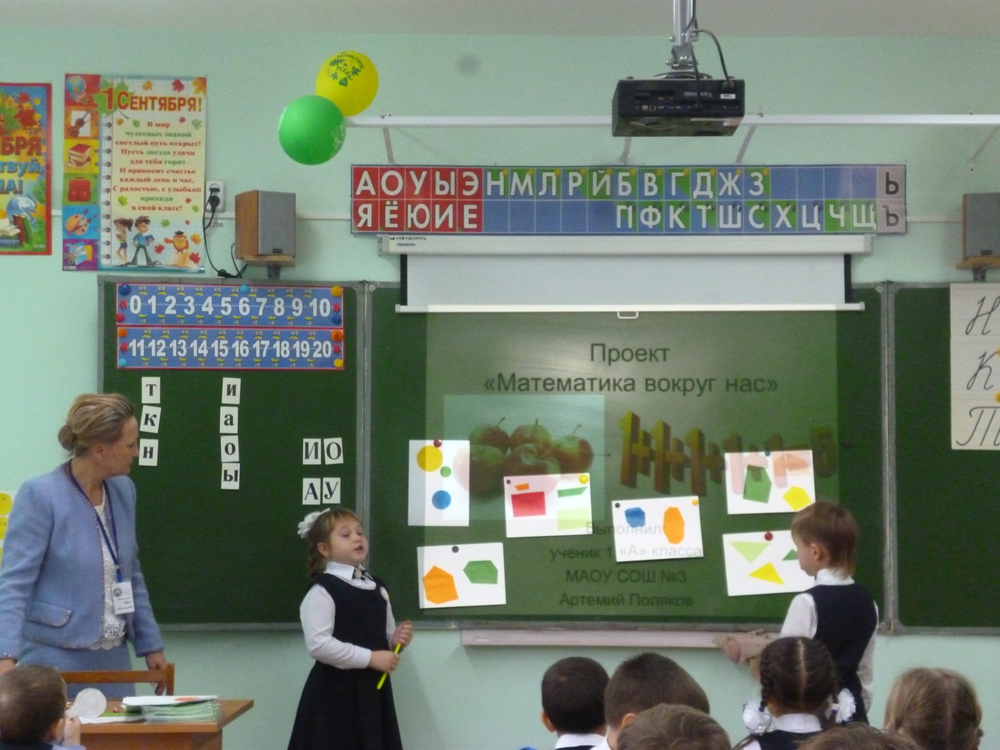 1 СЕНТЯБРЯ!
В мир
чудесных знаний
светлый путь открыт!
Пусть звезда удачи
для тебя горит
И приносит счастье
каждый день и час,
С радостью, с улыбкой
приходи
в свой класс!
БРЯ
А О У Ы Э Н М Л Р Й Б В Г Д Ж З Ь
Я Ё Ю И Е П Ф К Т Ш С Х Ц Ч Щ Ъ
0 1 2 3 4 5 6 7 8 9 10
11 12 13 14 15 16 17 18 19 20
т и
к а
н о
ы
И О
А У
Проект
«Математика вокруг нас»
Выполнил:
ученик 1 «А» класса
МАОУ СОШ №3
Артемий Поляков
Н
К
П